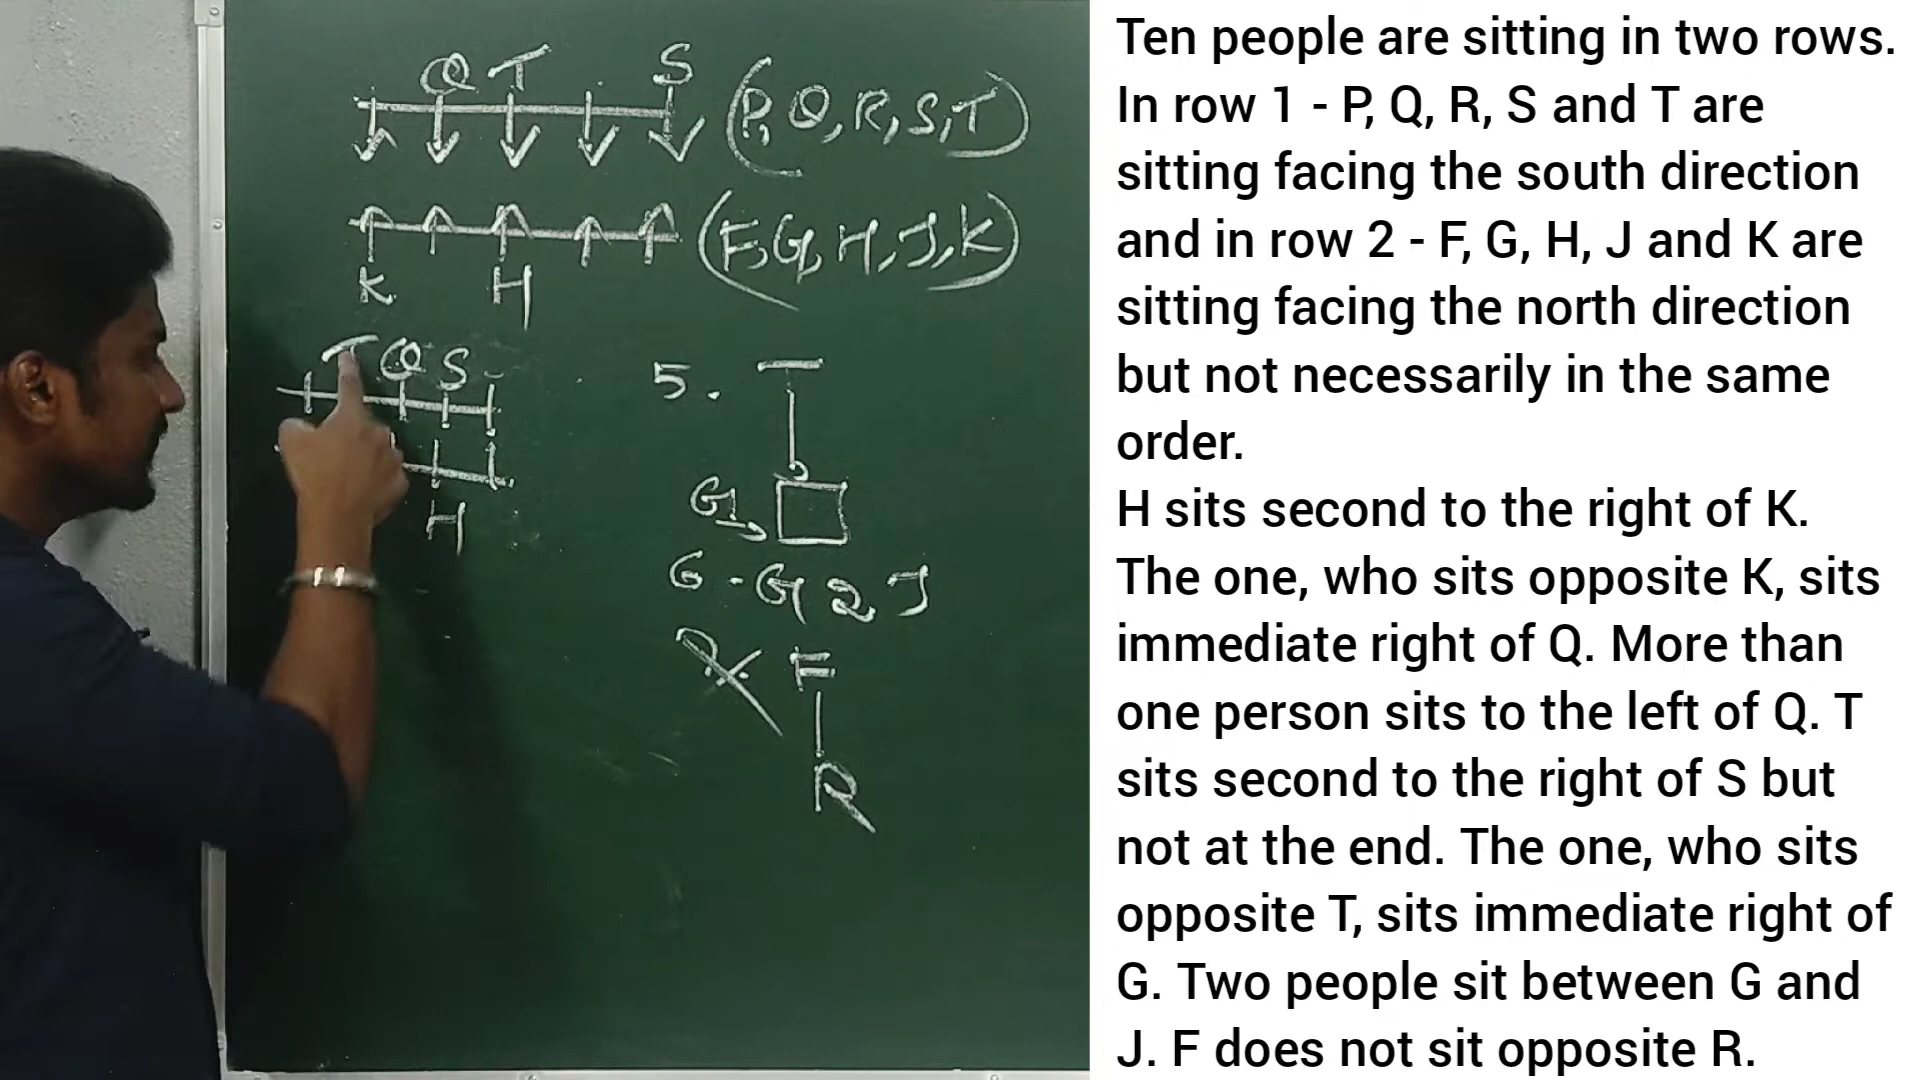 Q T S (P, Q, R, S, T)
(F, G, H, J, K)
K H
T Q S
5. T
G
H
G - G 2 J
F
R
Ten people are sitting in two rows.
In row 1 - P, Q, R, S and T are
sitting facing the south direction
and in row 2 - F, G, H, J and K are
sitting facing the north direction
but not necessarily in the same
order.
H sits second to the right of K.
The one, who sits opposite K, sits
immediate right of Q. More than
one person sits to the left of Q. T
sits second to the right of S but
not at the end. The one, who sits
opposite T, sits immediate right of
G. Two people sit between G and
J. F does not sit opposite R.